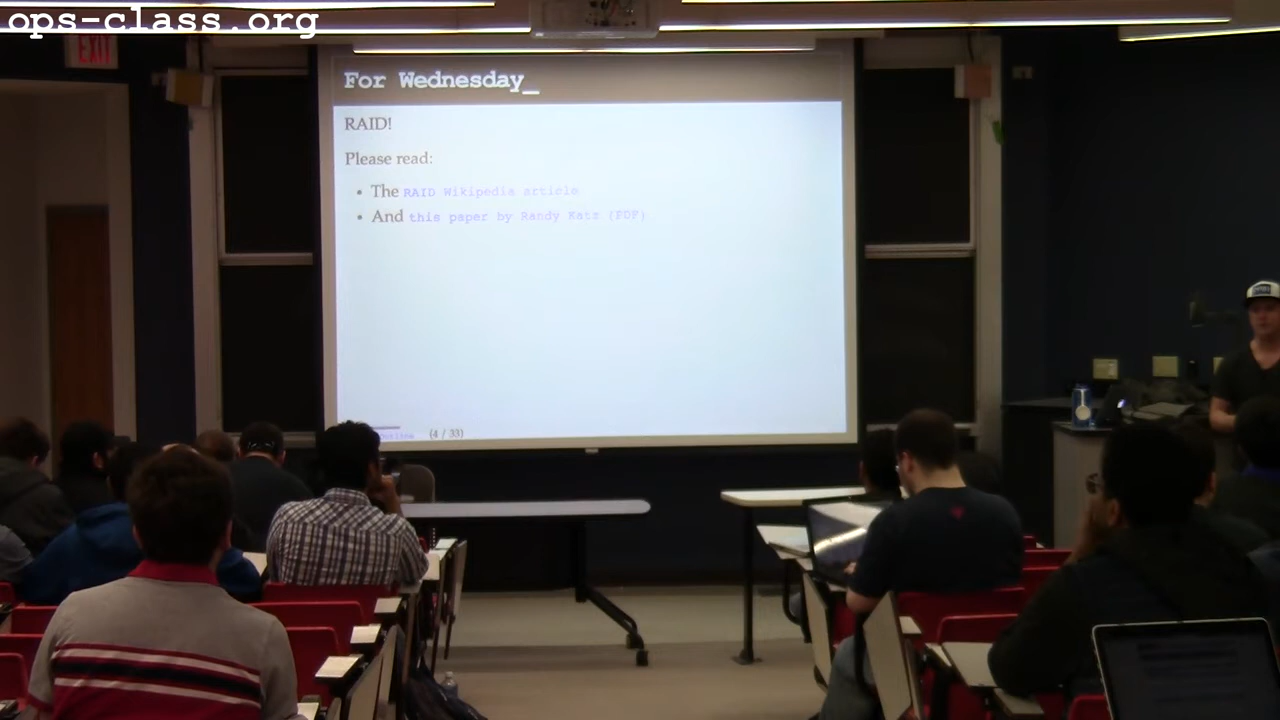 ops-class.org
EXIT
For Wednesday_
RAID!
Please read:
• The RAID Wikipedia article
• And this paper by Randy Katz (PDF)
Outline (4 / 33)